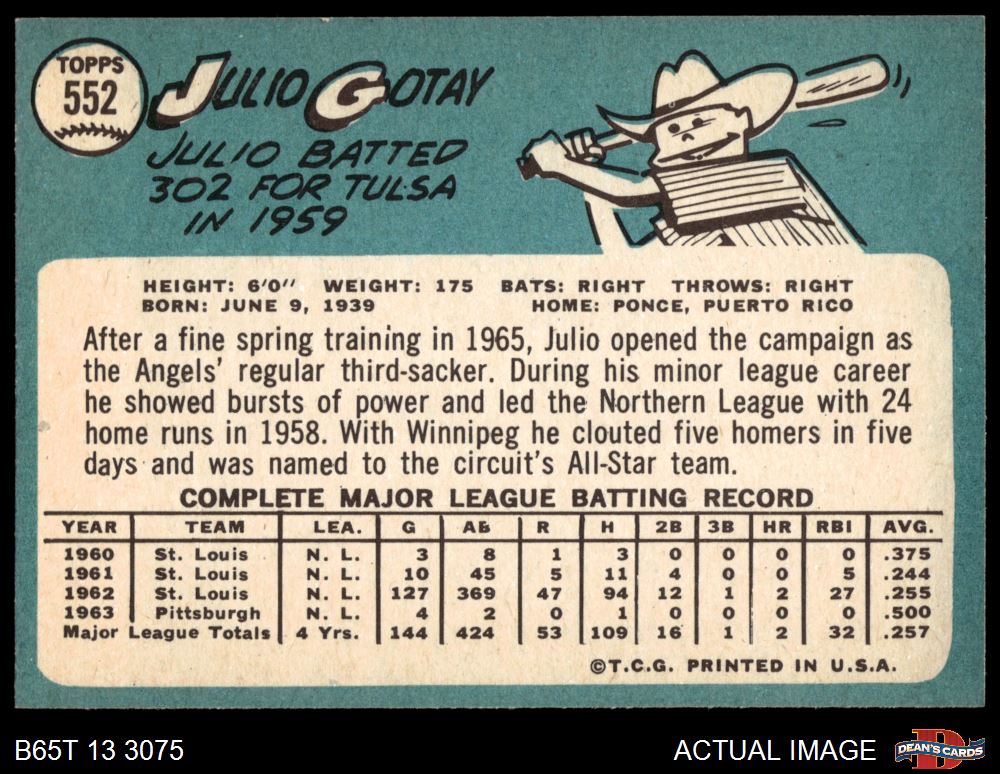 TOPPS
552
JULIO GOTAY
JULIO BATTED
302 FOR TULSA
IN 1959
HEIGHT: 6'0" WEIGHT: 175 BATS: RIGHT THROWS: RIGHT
BORN: JUNE 9, 1939 HOME: PONCE, PUERTO RICO
After a fine spring training in 1965, Julio opened the campaign as
the Angels' regular third-sacker. During his minor league career
he showed bursts of power and led the Northern League with 24
home runs in 1958. With Winnipeg he clouted five homers in five
days and was named to the circuit's All-Star team.
COMPLETE MAJOR LEAGUE BATTING RECORD
YEAR TEAM LEA. G AB R H 2B 3B HR RBI AVG.
1960 St. Louis N. L. 3 8 1 3 0 0 0 0 .375
1961 St. Louis N. L. 10 45 5 11 4 0 0 5 .244
1962 St. Louis N. L. 127 369 47 94 12 1 2 27 .255
1963 Pittsburgh N. L. 4 2 0 1 0 0 0 0 .500
Major League Totals 4 Yrs. 144 424 53 109 16 1 2 32 .257
©T.C.G. PRINTED IN U.S.A.
B65T 13 3075 ACTUAL IMAGE DEAN'S CARDS